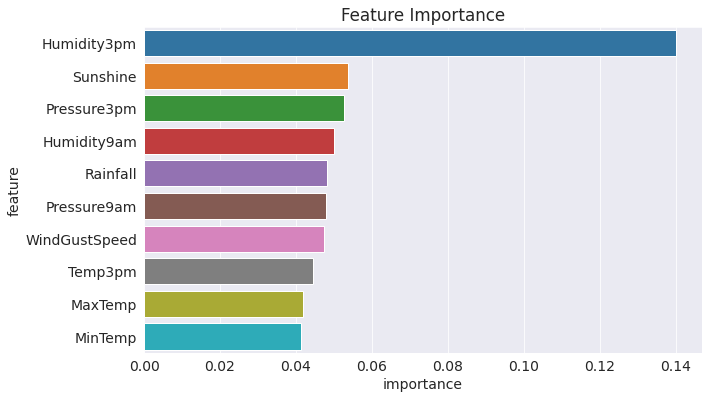 Feature Importance
Humidity3pm
Sunshine
Pressure3pm
Humidity9am
Rainfall
Pressure9am
WindGustSpeed
Temp3pm
MaxTemp
MinTemp
feature
0.00 0.02 0.04 0.06 0.08 0.10 0.12 0.14
importance